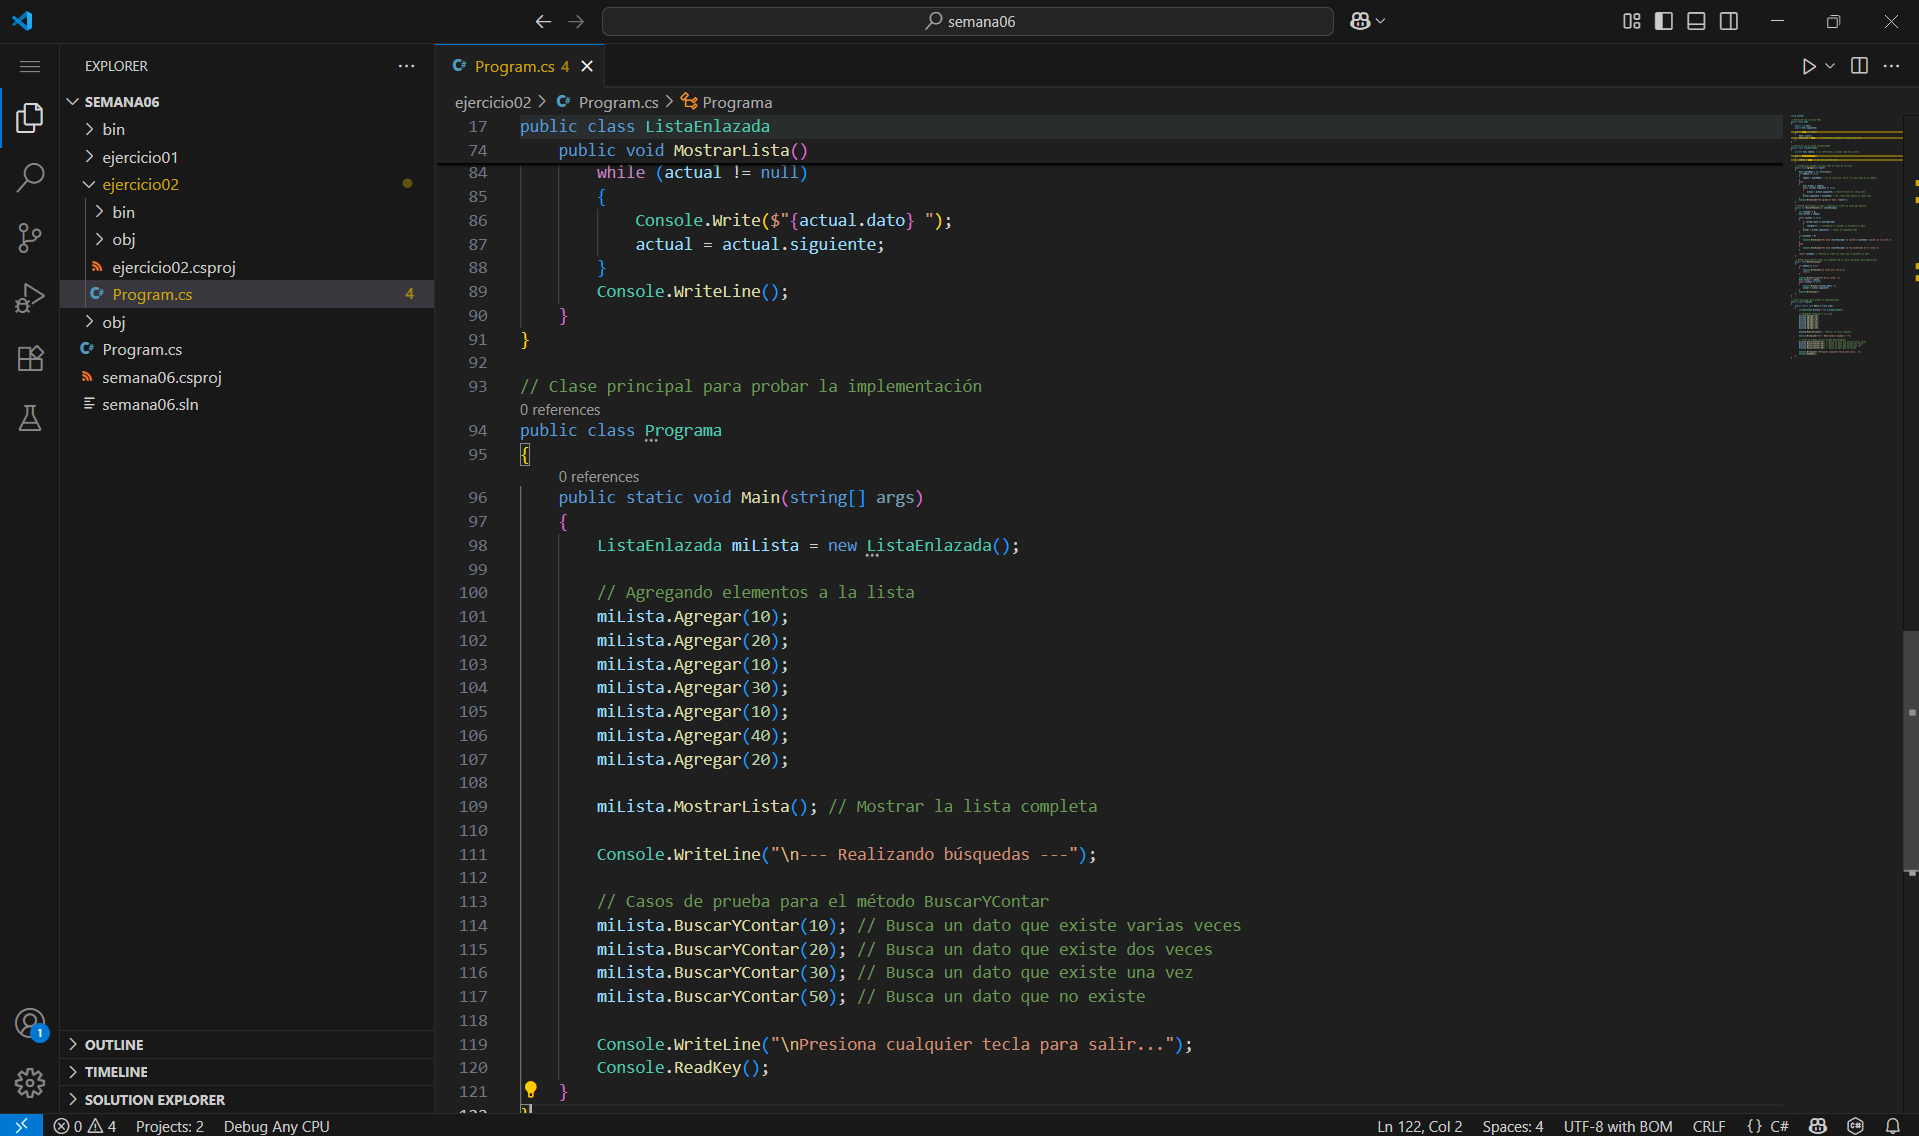 semana06
EXPLORER
SEMANA06
bin
ejercicio01
ejercicio02
bin
obj
ejercicio02.csproj
Program.cs 4
obj
Program.cs
semana06.csproj
semana06.sln
OUTLINE
TIMELINE
SOLUTION EXPLORER
1
Program.cs 4
ejercicio02 > Program.cs > Programa
17 public class ListaEnlazada
74 public void MostrarLista()
84 while (actual != null)
85 {
86 Console.Write($"{actual.dato} ");
87 actual = actual.siguiente;
88 }
89 Console.WriteLine();
90 }
91 }
92
93 // Clase principal para probar la implementación
0 references
94 public class Programa
95 {
0 references
96 public static void Main(string[] args)
97 {
98 ListaEnlazada miLista = new ListaEnlazada();
99
100 // Agregando elementos a la lista
101 miLista.Agregar(10);
102 miLista.Agregar(20);
103 miLista.Agregar(10);
104 miLista.Agregar(30);
105 miLista.Agregar(10);
106 miLista.Agregar(40);
107 miLista.Agregar(20);
108
109 miLista.MostrarLista(); // Mostrar la lista completa
110
111 Console.WriteLine("\n--- Realizando búsquedas ---");
112
113 // Casos de prueba para el método BuscarYContar
114 miLista.BuscarYContar(10); // Busca un dato que existe varias veces
115 miLista.BuscarYContar(20); // Busca un dato que existe dos veces
116 miLista.BuscarYContar(30); // Busca un dato que existe una vez
117 miLista.BuscarYContar(50); // Busca un dato que no existe
118
119 Console.WriteLine("\nPresiona cualquier tecla para salir...");
120 Console.ReadKey();
121 }
122 }
0 4 Projects: 2 Debug Any CPU Ln 122, Col 2 Spaces: 4 UTF-8 with BOM CRLF {} C#